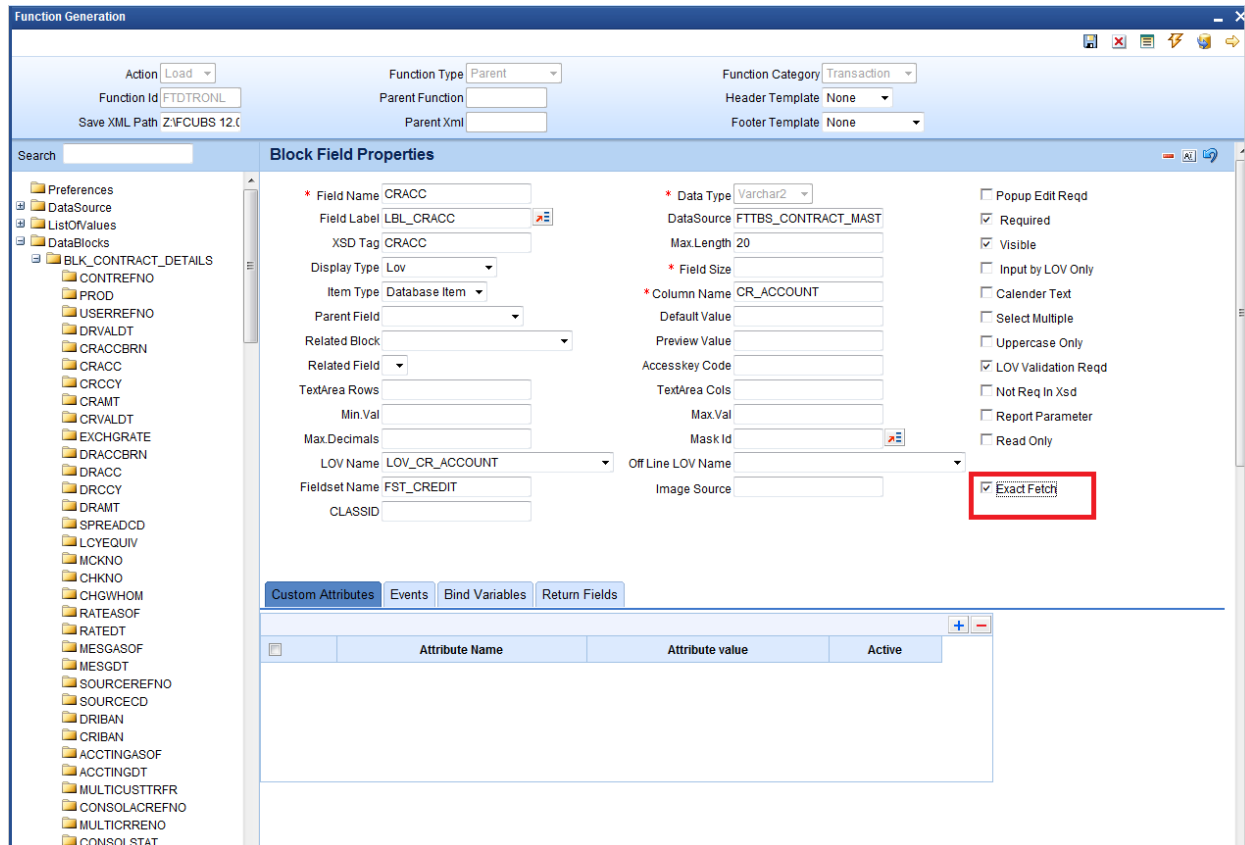 Function Generation
Action Load Function Type Parent Function Category Transaction
Function Id FTDTRONL Parent Function Header Template None
Save XML Path Z:\FCUBS 12.0 Parent Xml Footer Template None
Search Block Field Properties
Preferences
DataSource
ListOfValues
DataBlocks
BLK_CONTRACT_DETAILS
CONTREFNO
PROD
USERREFNO
DRVALDT
CRACCBRN
CRACC
CRCCY
CRAMT
CRVALDT
EXCHGRATE
DRACCBRN
DRACC
DRCCY
DRAMT
SPREADCD
LCYEQUIV
MCKNO
CHKNO
CHGWHOM
RATEASOF
RATEDT
MESGASOF
MESGDT
SOURCEREFNO
SOURCECD
DRIBAN
CRIBAN
ACCTINGASOF
ACCTINGDT
MULTICUSTTRFR
CONSOLACREFNO
MULTICRRENO
CONSOLSTAT
* Field Name CRACC * Data Type Varchar2 Popup Edit Reqd
Field Label LBL_CRACC DataSource FTTBS_CONTRACT_MAST Required
XSD Tag CRACC Max.Length 20 Visible
Display Type Lov * Field Size Input by LOV Only
Item Type Database Item * Column Name CR_ACCOUNT Calender Text
Parent Field Default Value Select Multiple
Related Block Preview Value Uppercase Only
Related Field Accesskey Code LOV Validation Reqd
TextArea Rows TextArea Cols Not Req In Xsd
Min.Val Max.Val Report Parameter
Max.Decimals Mask Id Read Only
LOV Name LOV_CR_ACCOUNT Off Line LOV Name
Fieldset Name FST_CREDIT Image Source Exact Fetch
CLASSID
Custom Attributes Events Bind Variables Return Fields
Attribute Name Attribute value Active